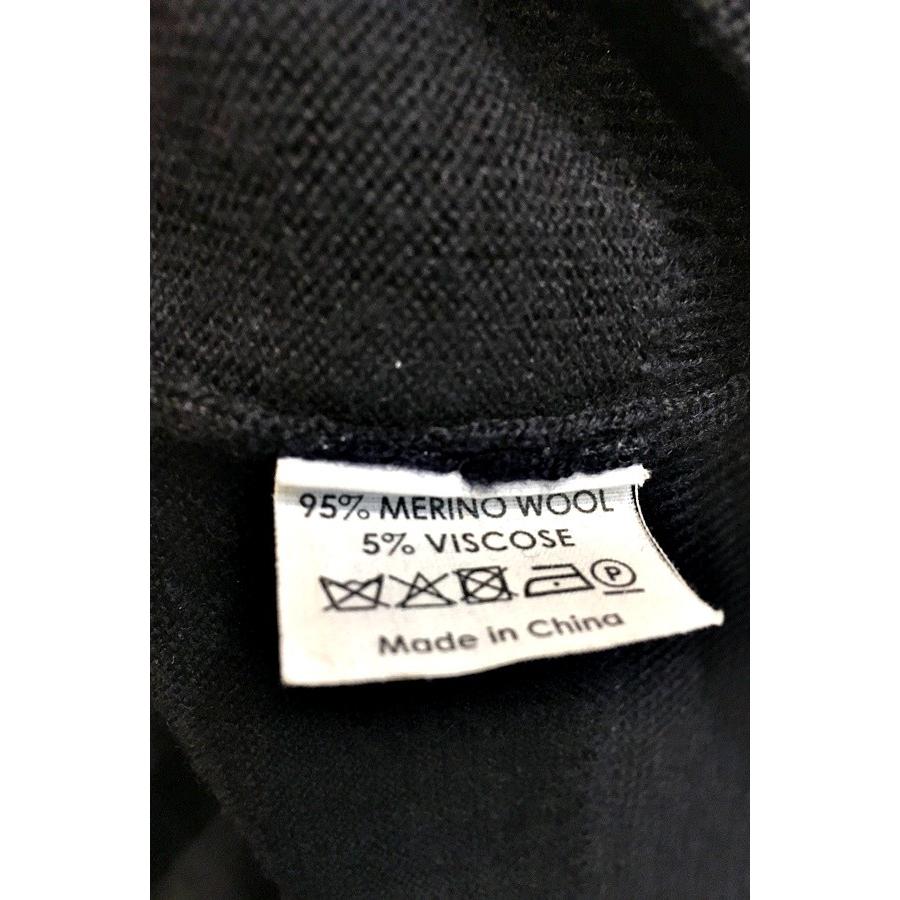 95% MERINO WOOL
5% VISCOSE
P
Made in China